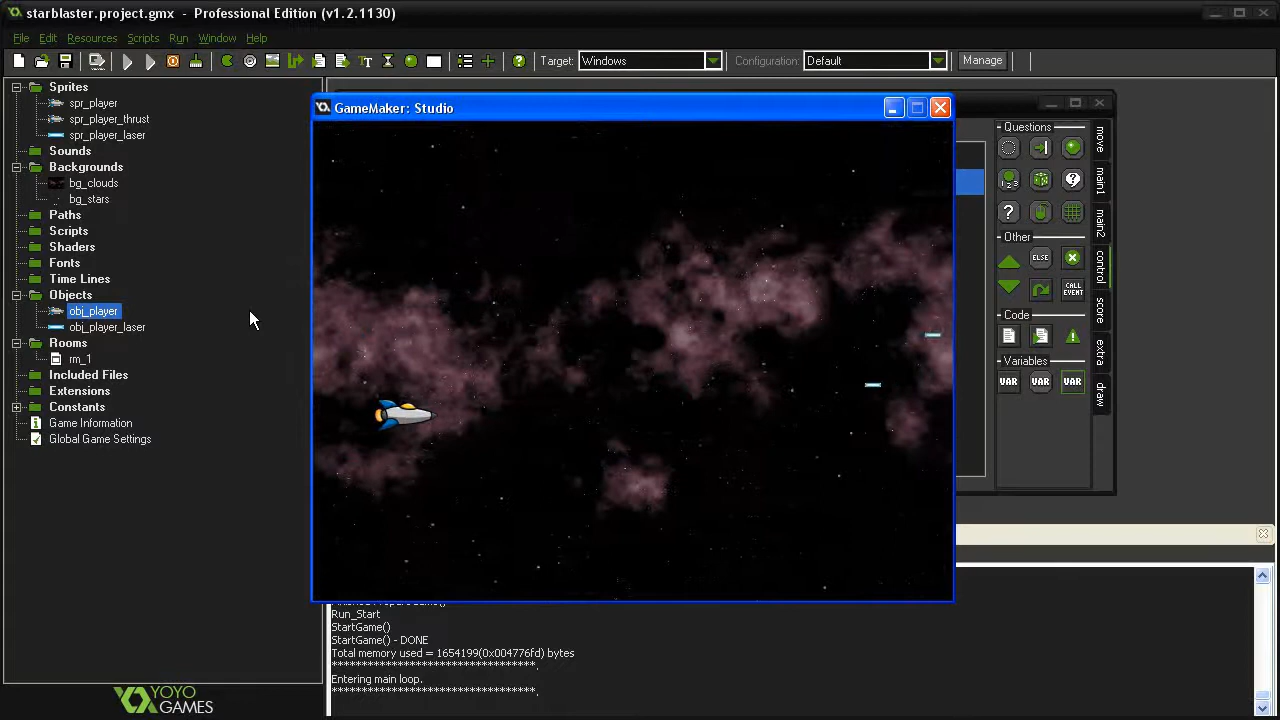 starblaster.project.gmx - Professional Edition (v1.2.1130)
File Edit Resources Scripts Run Window Help
Target: Windows Configuration: Default Manage
Sprites
spr_player
spr_player_thrust
spr_player_laser
Sounds
Backgrounds
bg_clouds
bg_stars
Paths
Scripts
Shaders
Fonts
Time Lines
Objects
obj_player
obj_player_laser
Rooms
rm_1
Included Files
Extensions
Constants
Game Information
Global Game Settings
YOYO
GAMES
GameMaker: Studio
Questions
Other
ELSE
CALL
EVENT
Code
Variables
VAR VAR VAR
move
main1
main2
control
score
extra
draw
Run_Start
StartGame()
StartGame() - DONE
Total memory used = 1654199(0x004776fd) bytes
*********************************.
Entering main loop.
*********************************.